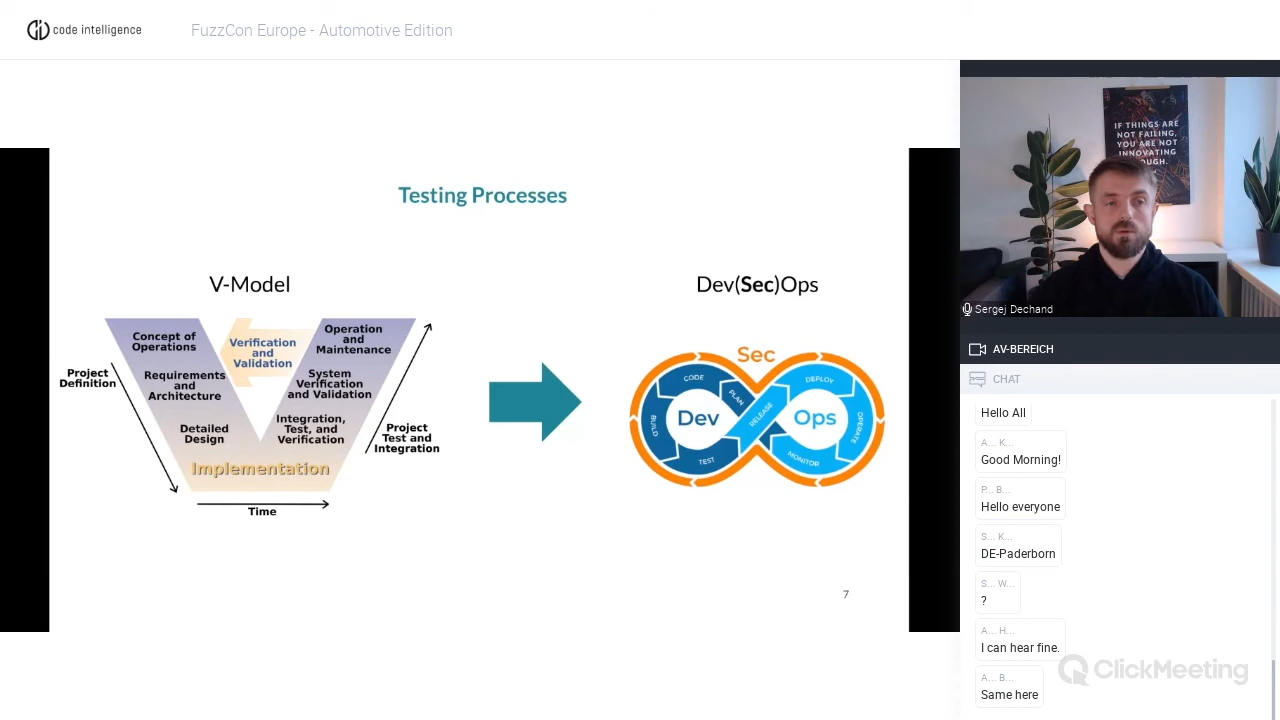 code intelligence
FuzzCon Europe - Automotive Edition
Testing Processes
V-Model
Concept of
Operations
Verification
and
Validation
Operation
and
Maintenance
Project
Definition
Requirements
and
Architecture
System
Verification
and Validation
Detailed
Design
Integration,
Test, and
Verification
Project
Test and
Integration
Implementation
Time
Dev(Sec)Ops
Sec
CODE
PLAN
BUILD
Dev
TEST
RELEASE
DEPLOY
Ops
OPERATE
MONITOR
7
IF THINGS ARE
NOT FAILING,
YOU ARE NOT
INNOVATING
Sergej Dechand
AV-BEREICH
CHAT
Hello All
A... K...
Good Morning!
P... B...
Hello everyone
S... K...
DE-Paderborn
S... W...
?
A... H...
I can hear fine.
A... B...
Same here
ClickMeeting